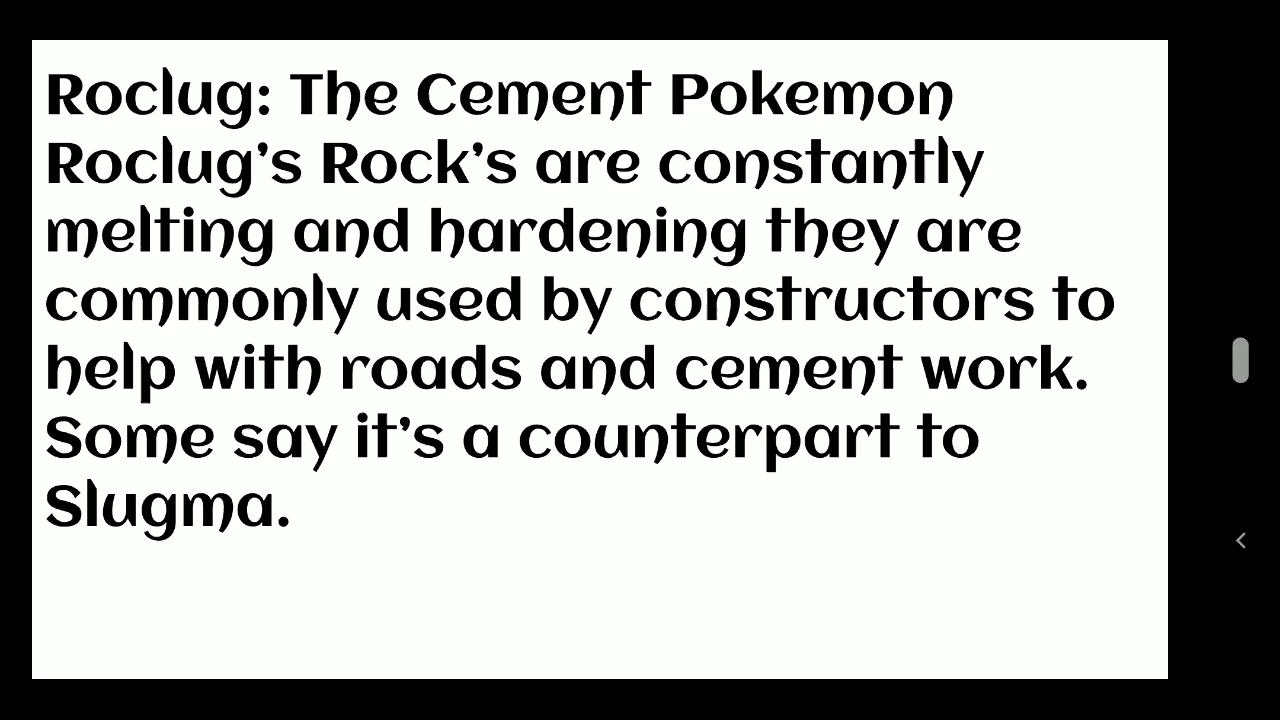 Roclug: The Cement Pokemon
Roclug’s Rock’s are constantly
melting and hardening they are
commonly used by constructors to
help with roads and cement work.
Some say it’s a counterpart to
Slugma.